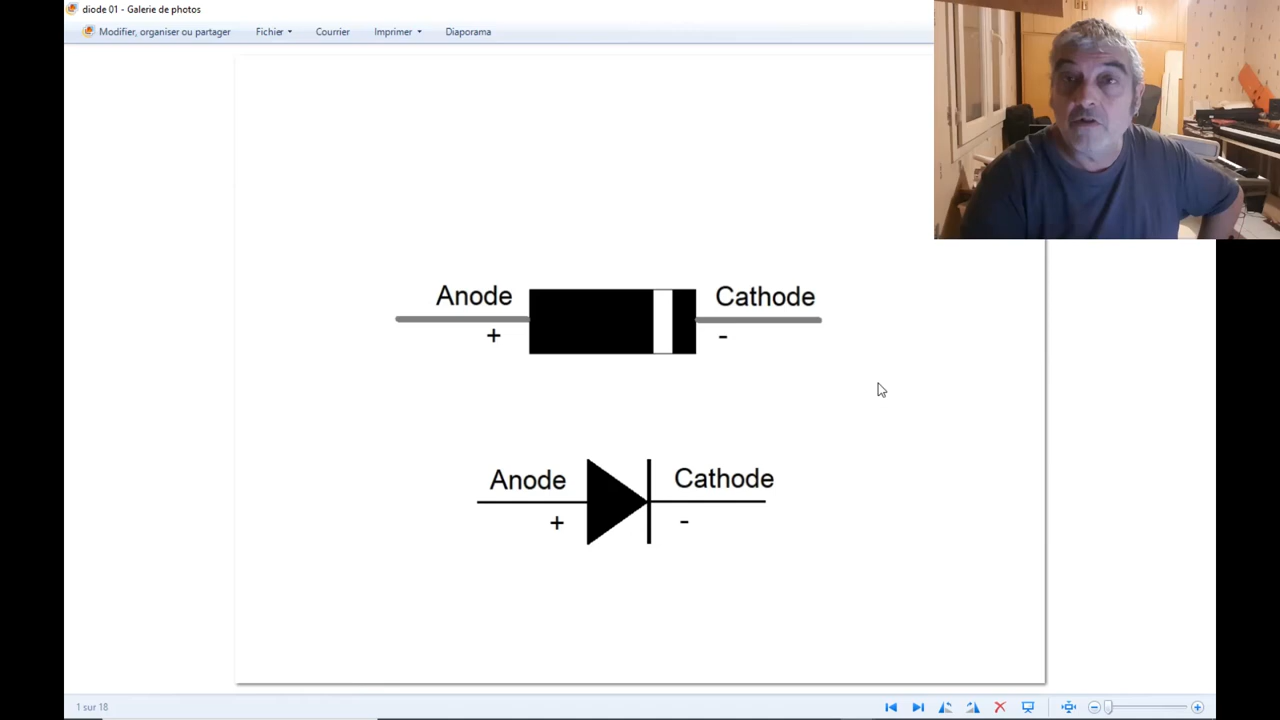 diode 01 - Galerie de photos
Modifier, organiser ou partager Fichier Courrier Imprimer Diaporama
Anode Cathode
+ -
Anode Cathode
+ -
1 sur 18